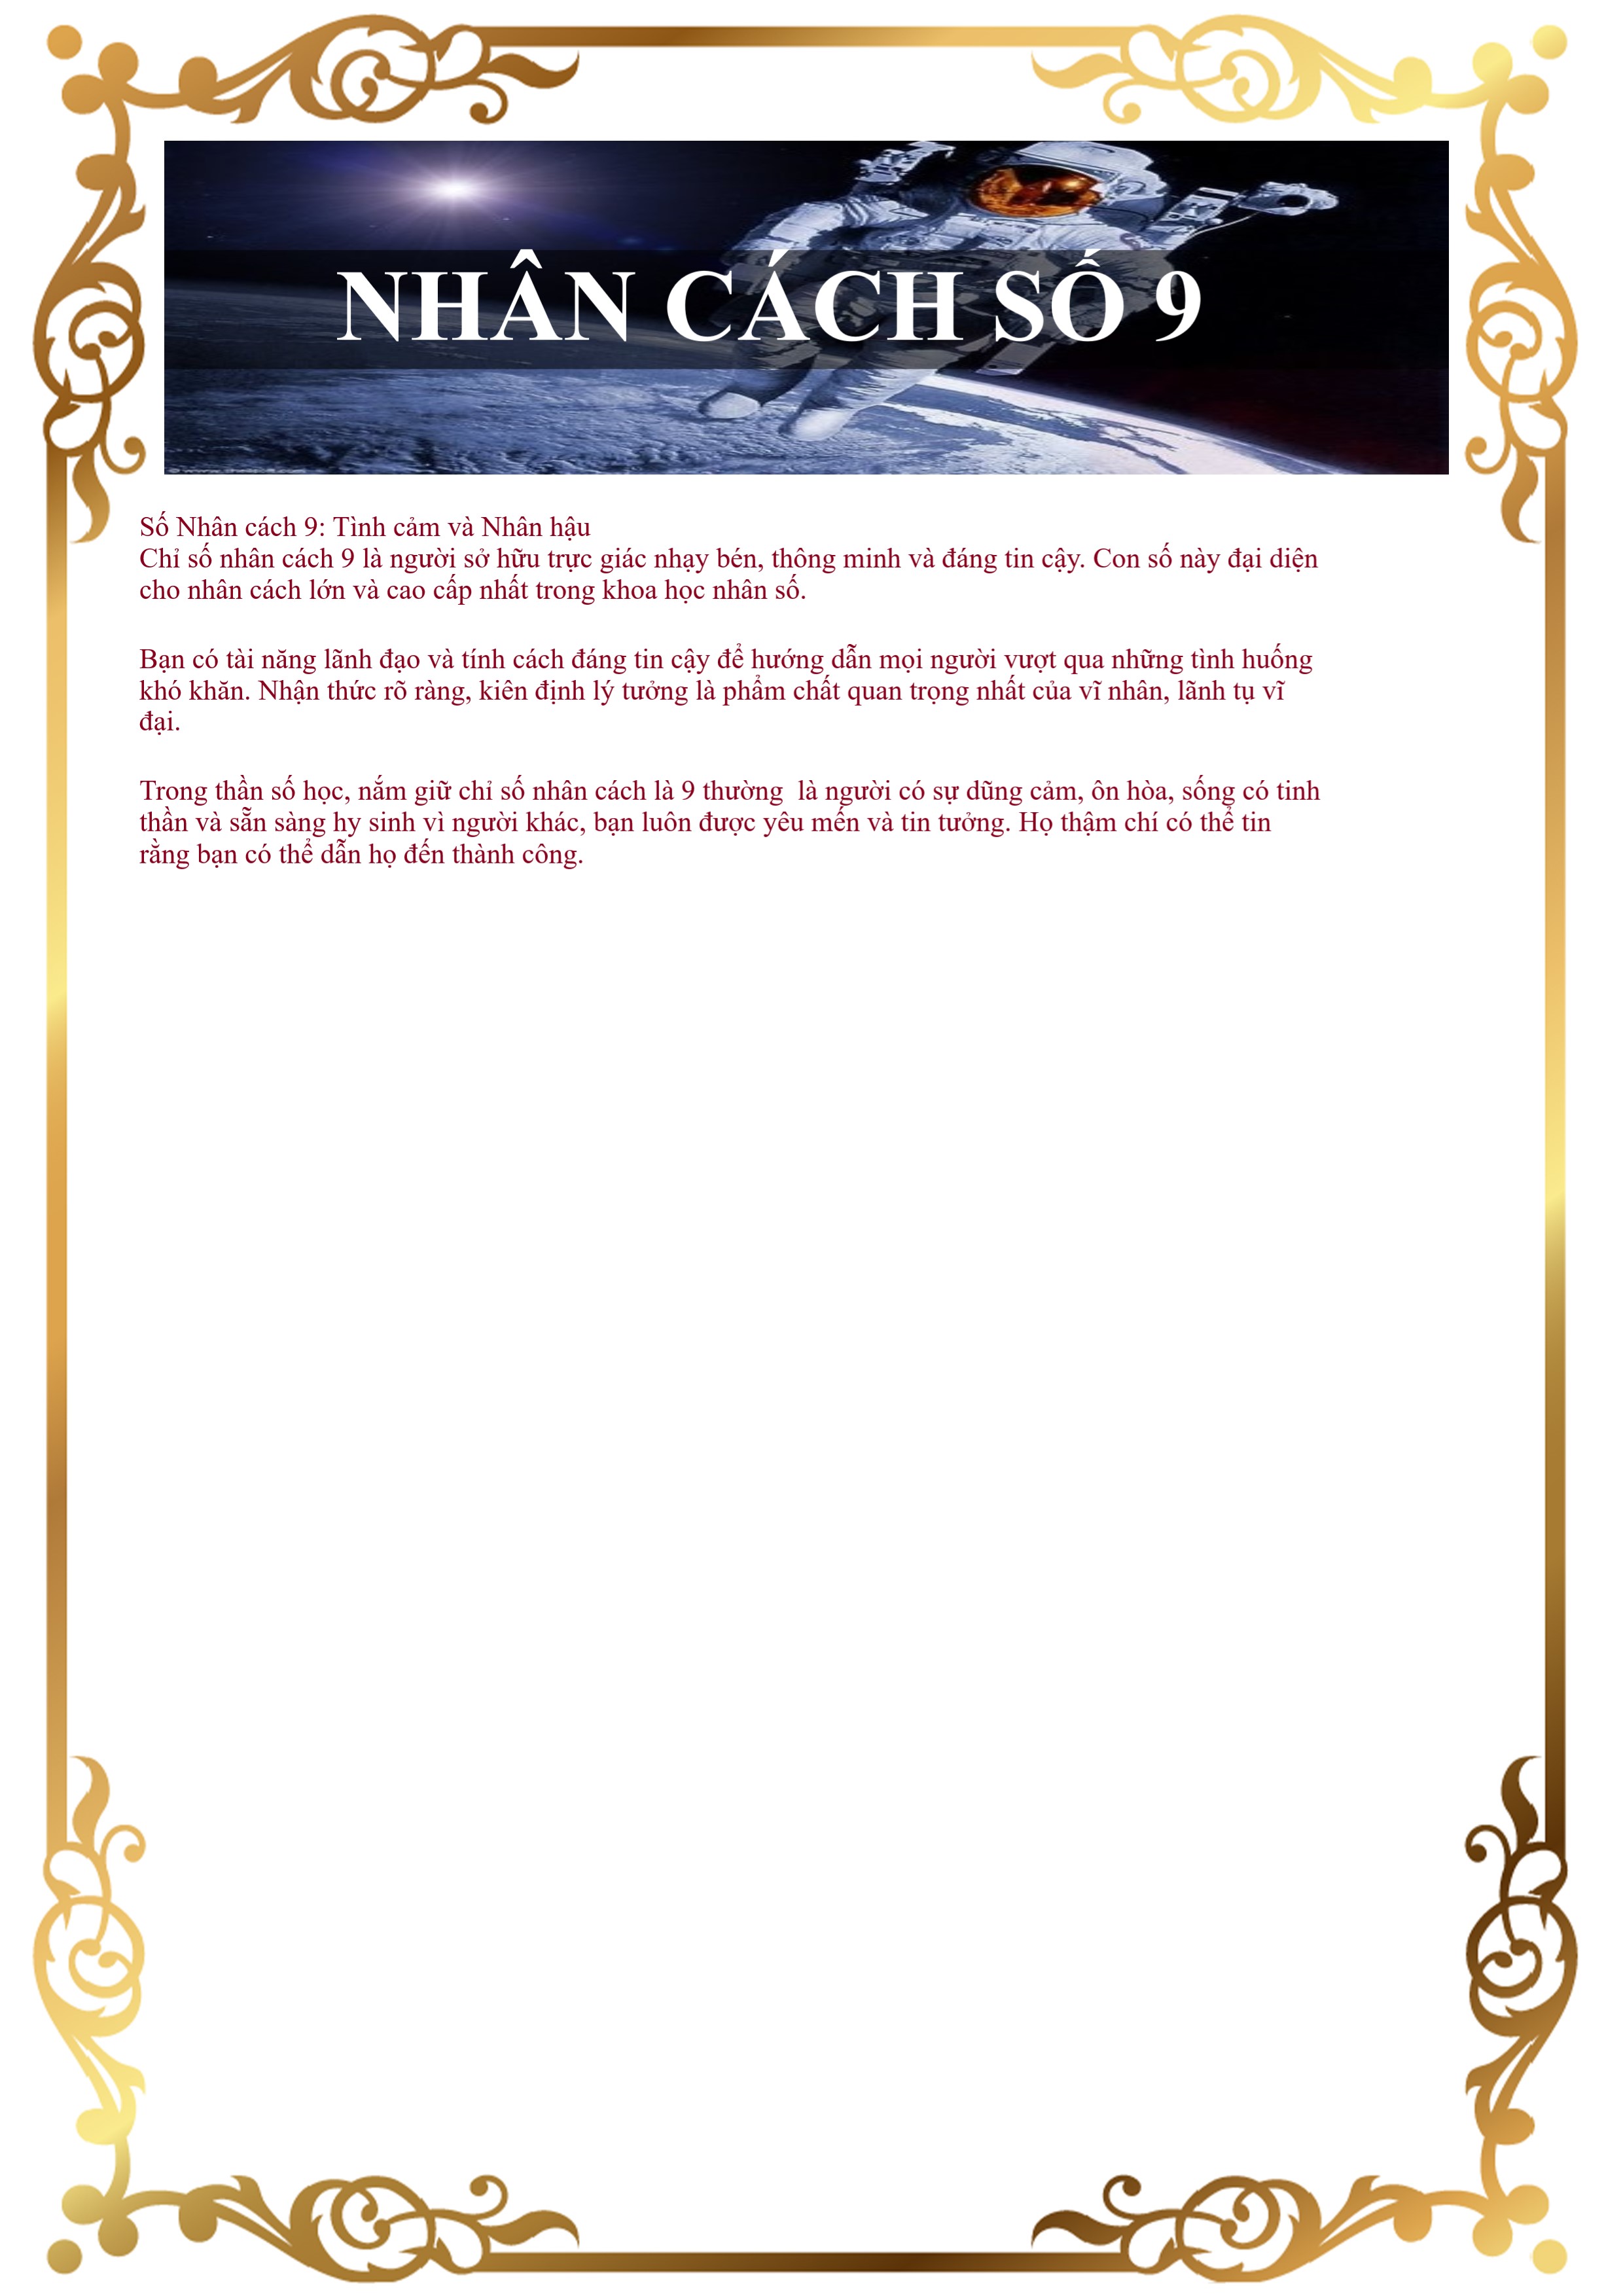 NHÂN CÁCH SỐ 9
Số Nhân cách 9: Tình cảm và Nhân hậu
Chỉ số nhân cách 9 là người sở hữu trực giác nhạy bén, thông minh và đáng tin cậy. Con số này đại diện
cho nhân cách lớn và cao cấp nhất trong khoa học nhân số.
Bạn có tài năng lãnh đạo và tính cách đáng tin cậy để hướng dẫn mọi người vượt qua những tình huống
khó khăn. Nhận thức rõ ràng, kiên định lý tưởng là phẩm chất quan trọng nhất của vĩ nhân, lãnh tụ vĩ
đại.
Trong thần số học, nắm giữ chỉ số nhân cách là 9 thường  là người có sự dũng cảm, ôn hòa, sống có tinh
thần và sẵn sàng hy sinh vì người khác, bạn luôn được yêu mến và tin tưởng. Họ thậm chí có thể tin
rằng bạn có thể dẫn họ đến thành công.